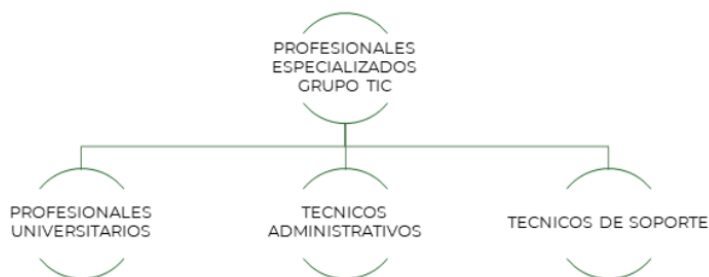 PROFESIONALES
ESPECIALIZADOS
GRUPO TIC
PROFESIONALES
UNIVERSITARIOS
TECNICOS
ADMINISTRATIVOS
TECNICOS DE SOPORTE